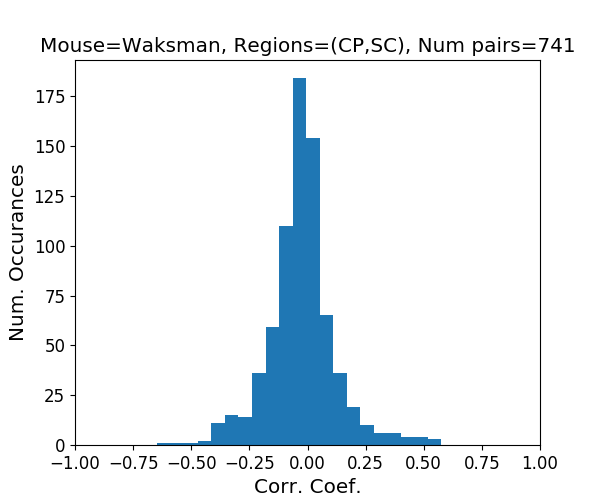 Mouse=Waksman, Regions=(CP,SC), Num pairs=741
Num. Occurances
175
150
125
100
75
50
25
0
−1.00 −0.75 −0.50 −0.25 0.00 0.25 0.50 0.75 1.00
Corr. Coef.